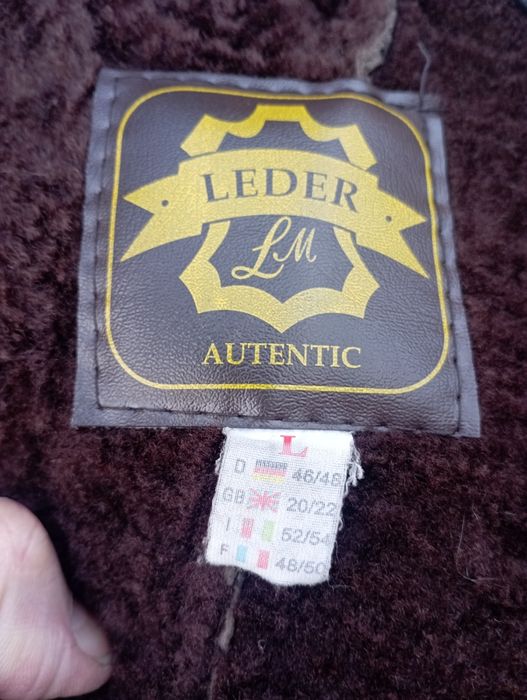 LEDER
LM
AUTENTIC
L
D 46/48
GB 20/22
I 52/54
F 48/50